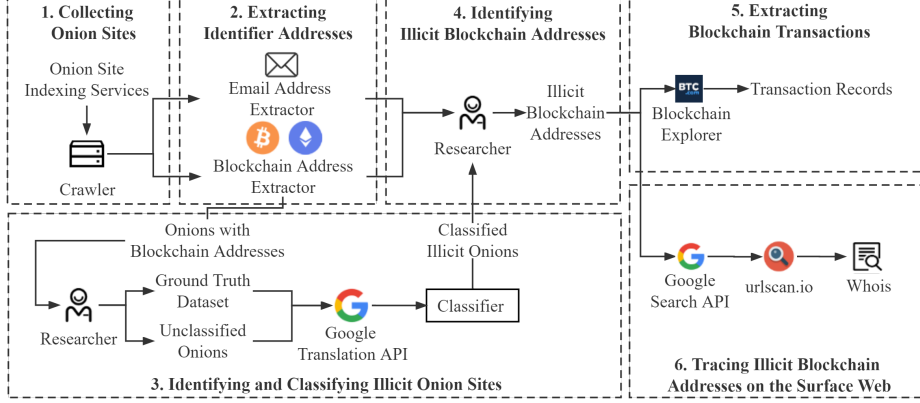 1. Collecting
Onion Sites
Onion Site
Indexing Services
Crawler
2. Extracting
Identifier Addresses
Email Address
Extractor
Blockchain Address
Extractor
4. Identifying
Illicit Blockchain Addresses
Researcher
Illicit
Blockchain
Addresses
5. Extracting
Blockchain Transactions
BTC
.com
Blockchain
Explorer
Transaction Records
Onions with
Blockchain Addresses
Researcher
Ground Truth
Dataset
Unclassified
Onions
Google
Translation API
Classifier
Classified
Illicit Onions
3. Identifying and Classifying Illicit Onion Sites
Google
Search API
urlscan.io
Whois
6. Tracing Illicit Blockchain
Addresses on the Surface Web